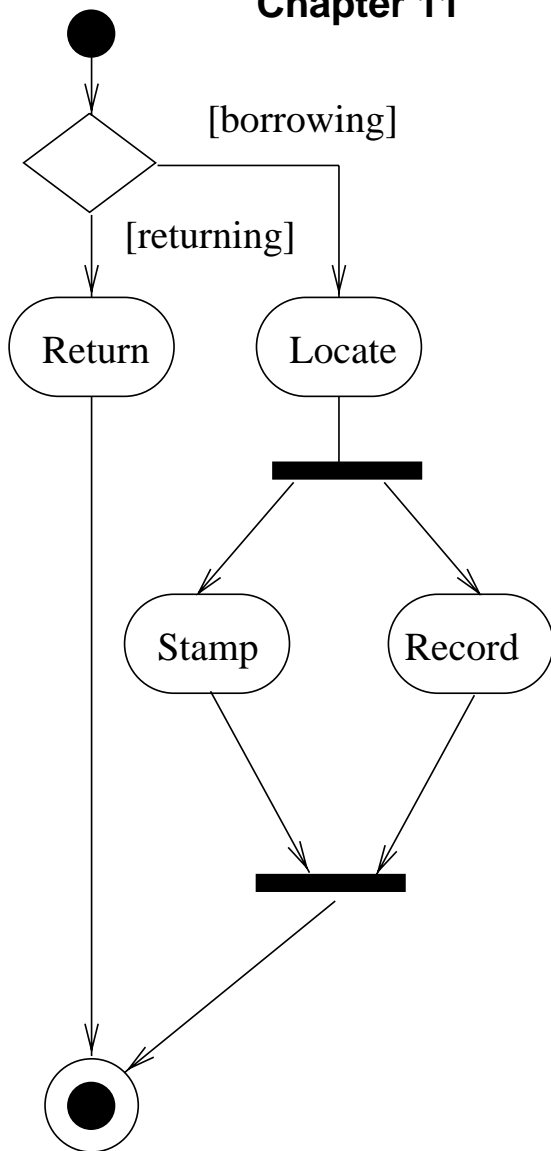 Chapter 11
[borrowing]
[returning]
Return
Locate
Stamp
Record